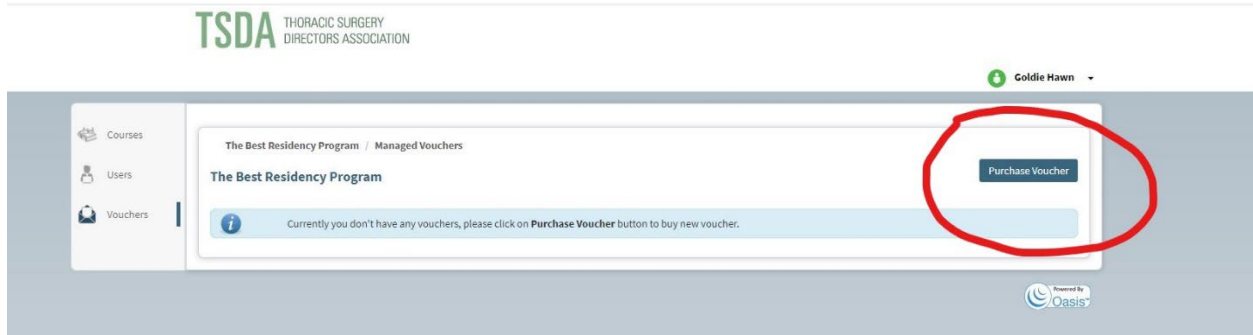 TSDA
THORACIC SURGERY
DIRECTORS ASSOCIATION
Goldie Hawn
Courses
Users
Vouchers
The Best Residency Program / Managed Vouchers
The Best Residency Program
Purchase Voucher
Currently you don't have any vouchers, please click on Purchase Voucher button to buy new voucher.
Powered By
Oasis